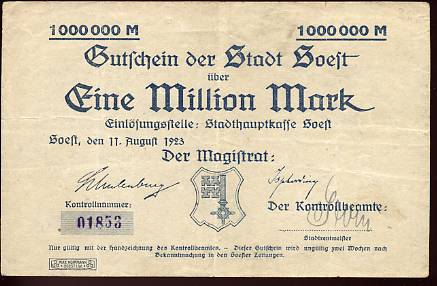 1000000 M 1000000 M
Gutschein der Stadt Soest
über
Eine Million Mark
Einlösungsstelle: Stadthauptkasse Soest
Soest, den 11. August 1923
Der Magistrat:
Kontrollnummer:
01853
Der Kontrollbeamte:
Stadtrentmeister
Nur gültig mit der Handzeichnung des Kontrollbeamten. - Dieser Gutschein wird ungültig zwei Wochen nach
Bekanntmachung in den Soester Zeitungen.